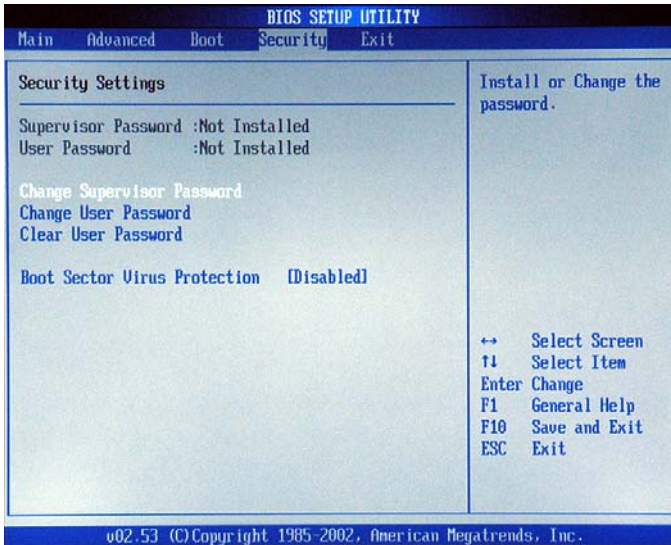 BIOS SETUP UTILITY
Main Advanced Boot Security Exit
Security Settings
Supervisor Password :Not Installed
User Password :Not Installed
Change Supervisor Password
Change User Password
Clear User Password
Boot Sector Virus Protection [Disabled]
Install or Change the
password.
↔ Select Screen
↑↓ Select Item
Enter Change
F1 General Help
F10 Save and Exit
ESC Exit
v02.53 (C)Copyright 1985-2002, American Megatrends, Inc.